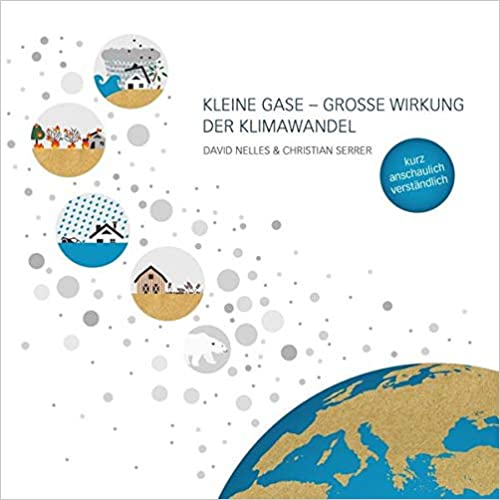 KLEINE GASE – GROSSE WIRKUNG
DER KLIMAWANDEL
DAVID NELLES & CHRISTIAN SERRER
kurz
anschaulich
verständlich